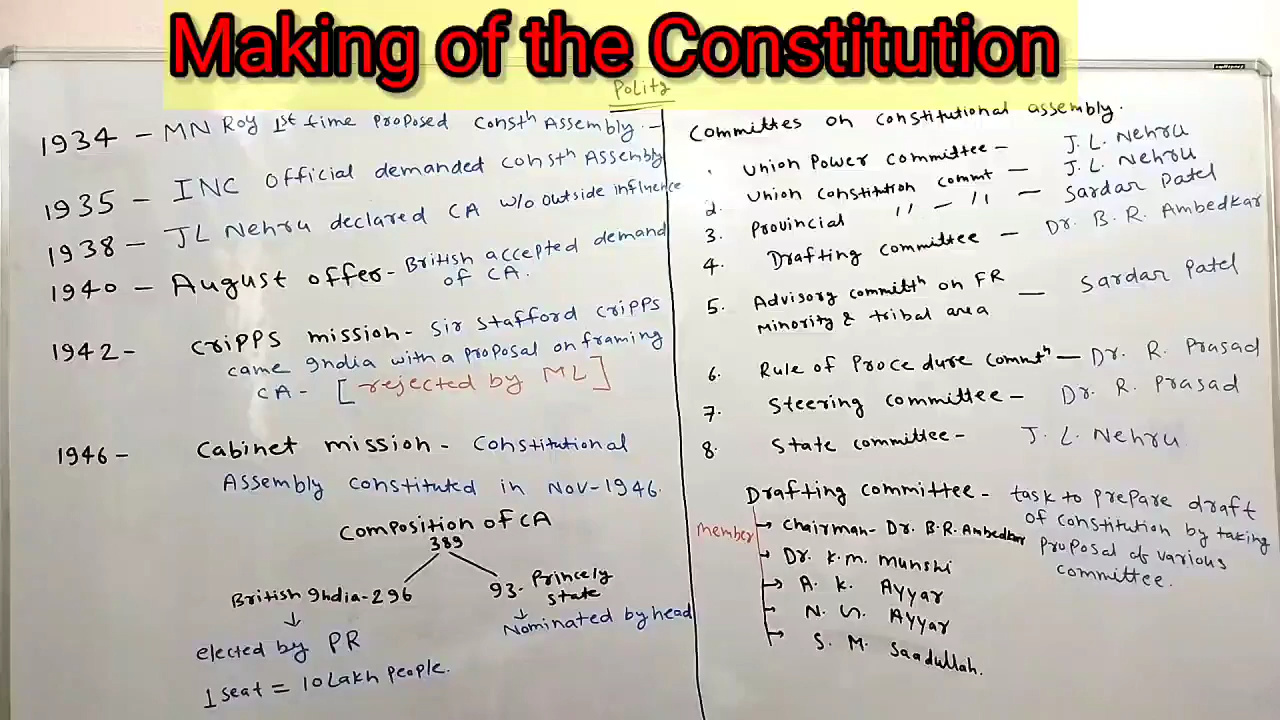 Making of the Constitution
Polity
1934 - MN Roy 1st time proposed Constn Assembly. -
1935 - INC official demanded constn Assembly
1938 - JL Nehru declared CA w/o outside influence
1940 - August offer - British accepted demand
of CA.
1942 - Cripps mission - Sir Stafford Cripps
came India with a proposal on framing
CA - [rejected by ML]
1946 - Cabinet mission - Constitutional
Assembly constituted in Nov-1946.
Composition of CA
389
British India - 296
93 - Princely
state
↓
elected by PR
↓
Nominated by head
1 seat = 10 Lakh people.
Committes on constitutional assembly.
1. Union Power committee - J. L. Nehru
2. Union constitution commt - J. L. Nehru
3. Provincial " - " - Sardar Patel
4. Drafting committee - Dr. B. R. Ambedkar
5. Advisory committn on FR
minority & tribal area - Sardar Patel
6. Rule of Procedure commtn - Dr. R. Prasad
7. Steering committee - Dr. R. Prasad
8. State committee - J. L. Nehru
Drafting committee - task to prepare draft
of constitution by taking
proposal of various
committee.
member
→ Chairman - Dr. B.R. Ambedkar
→ Dr. K.m. munshi
→ A. K. Ayyar
→ N. G. Ayyar
→ S. M. Saadullah.